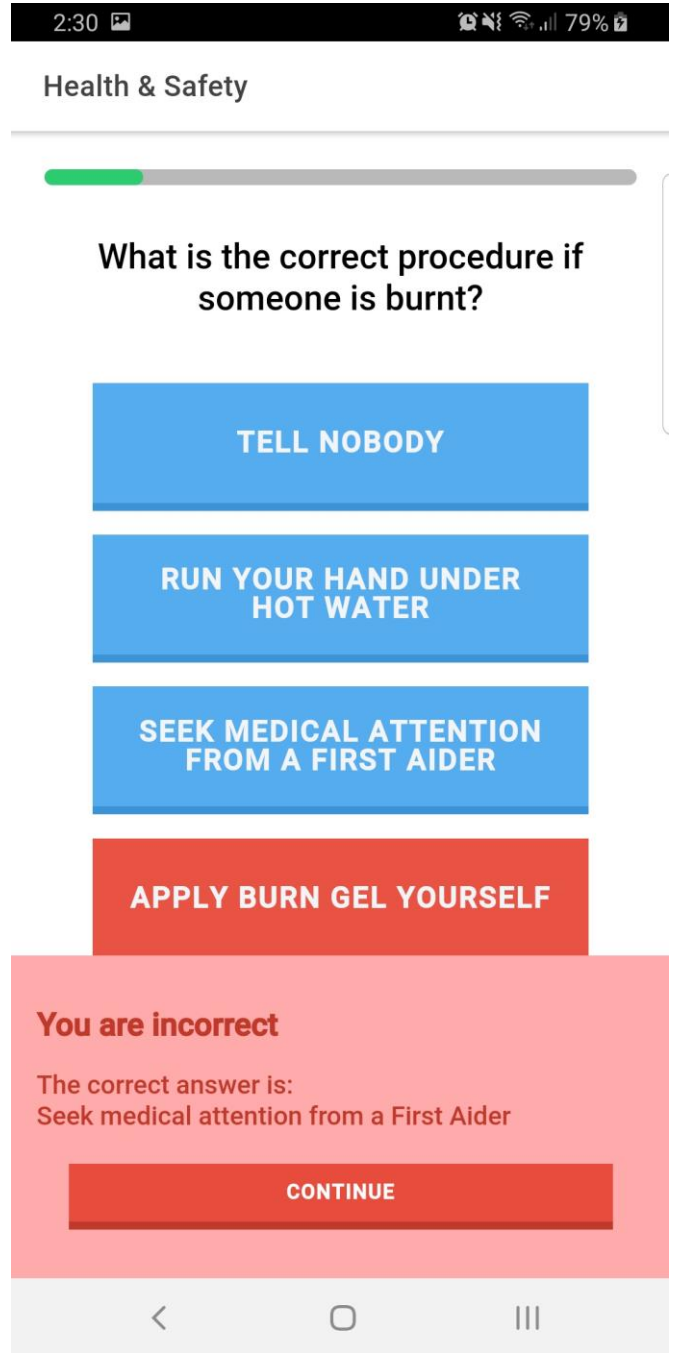 2:30 79%
Health & Safety
What is the correct procedure if
someone is burnt?
TELL NOBODY
RUN YOUR HAND UNDER
HOT WATER
SEEK MEDICAL ATTENTION
FROM A FIRST AIDER
APPLY BURN GEL YOURSELF
You are incorrect
The correct answer is:
Seek medical attention from a First Aider
CONTINUE